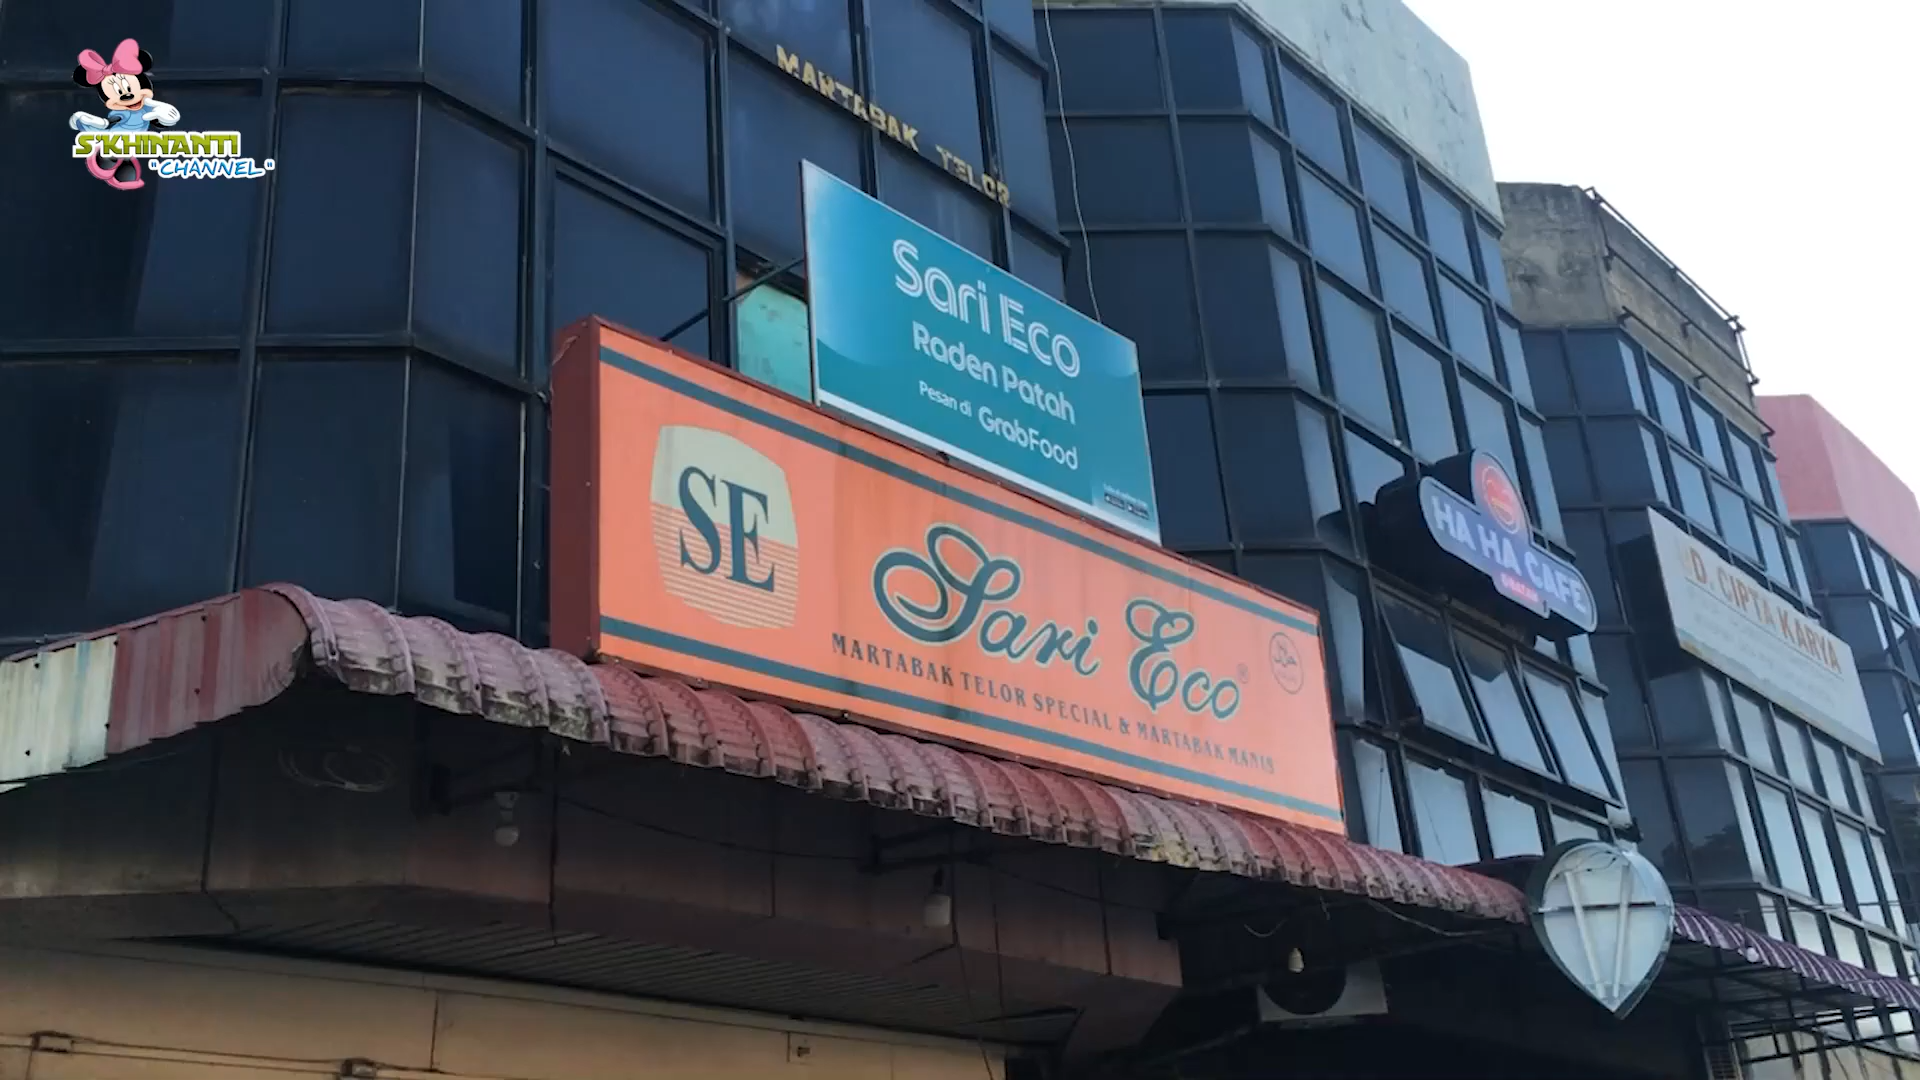 S'KHINANTI
"CHANNEL"
MARTABAK TELOR
Sari Eco
Raden Patah
Pesan di GrabFood
SE
Sari Eco ®
MARTABAK TELOR SPECIAL & MARTABAK MANIS
حلال
HA HA CAFE
D. CIPTA KARYA